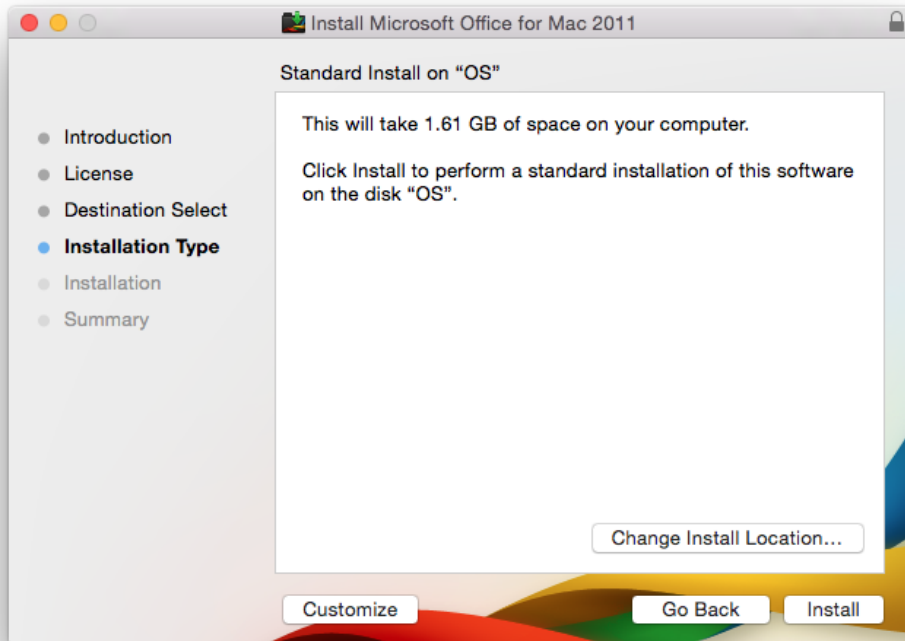 Install Microsoft Office for Mac 2011
Standard Install on “OS”
Introduction
License
Destination Select
Installation Type
Installation
Summary
This will take 1.61 GB of space on your computer.
Click Install to perform a standard installation of this software
on the disk “OS”.
Change Install Location...
Customize
Go Back
Install